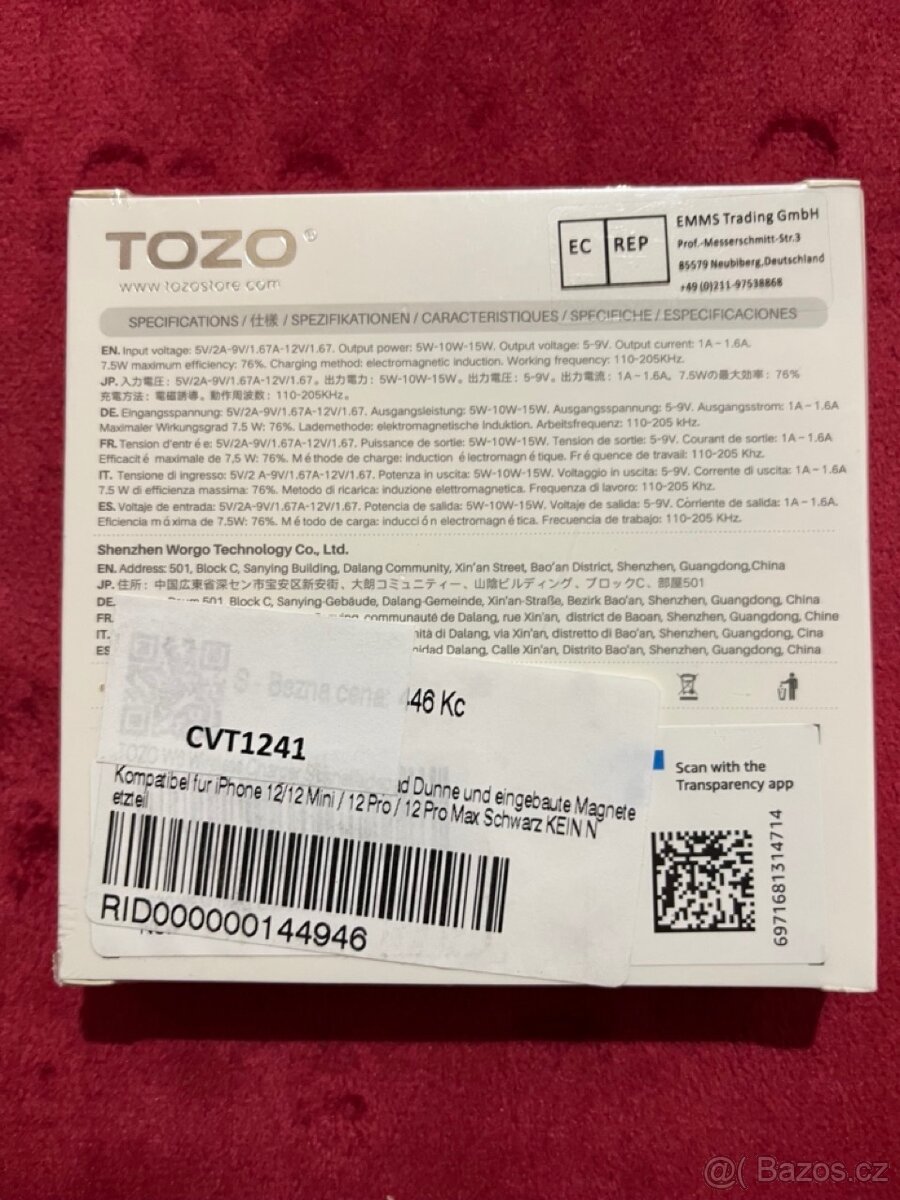 TOZO®
www.tozostore.com
EC REP
EMMS Trading GmbH
Prof.-Messerschmitt-Str.3
85579 Neubiberg,Deutschland
+49 (0)211-97538868
SPECIFICATIONS / 仕様 / SPEZIFIKATIONEN / CARACTERISTIQUES / SPECIFICHE / ESPECIFICACIONES
EN. Input voltage: 5V/2A-9V/1.67A-12V/1.67. Output power: 5W-10W-15W. Output voltage: 5-9V. Output current: 1A - 1.6A.
7.5W maximum efficiency: 76%. Charging method: electromagnetic induction. Working frequency: 110-205KHz.
JP. 入力電圧: 5V/2A-9V/1.67A-12V/1.67。出力電力: 5W-10W-15W。出力電圧: 5-9V。出力電流: 1A - 1.6A。7.5Wの最大効率: 76%
充電方法: 電磁誘導。動作周波数: 110-205KHz。
DE. Eingangsspannung: 5V/2A-9V/1.67A-12V/1.67. Ausgangsleistung: 5W-10W-15W. Ausgangsspannung: 5-9V. Ausgangsstrom: 1A - 1.6A
Maximaler Wirkungsgrad 7.5 W: 76%. Lademethode: elektromagnetische Induktion. Arbeitsfrequenz: 110-205 kHz.
FR. Tension d'entr é e: 5V/2A-9V/1.67A-12V/1.67. Puissance de sortie: 5W-10W-15W. Tension de sortie: 5-9V. Courant de sortie: 1A - 1.6A
Efficacit é maximale de 7,5 W: 76%. M é thode de charge: induction é lectromagn é tique. Fr é quence de travail: 110-205 Khz.
IT. Tensione di ingresso: 5V/2 A-9V/1.67A-12V/1.67. Potenza in uscita: 5W-10W-15W. Voltaggio in uscita: 5-9V. Corrente di uscita: 1A - 1.6A
7.5 W di efficienza massima: 76%. Metodo di ricarica: induzione elettromagnetica. Frequenza di lavoro: 110-205 kHz.
ES. Voltaje de entrada: 5V/2A-9V/1.67A-12V/1.67. Potencia de salida: 5W-10W-15W. Voltaje de salida: 5-9V. Corriente de salida: 1A - 1.6A.
Eficiencia m á xima de 7.5W: 76%. M é todo de carga: inducci ó n electromagn é tica. Frecuencia de trabajo: 110-205 KHz.
Shenzhen Worgo Technology Co., Ltd.
EN. Address: 501, Block C, Sanying Building, Dalang Community, Xin'an Street, Bao'an District, Shenzhen, Guangdong,China
JP. 住所: 中国広東省深セン市宝安区新安街、大朗コミュニティー、山陰ビルディング、ブロックC、部屋501
DE. 501, Block C, Sanying-Gebäude, Dalang-Gemeinde, Xin'an-Straße, Bezirk Bao'an, Shenzhen, Guangdong, China
FR. communauté de Dalang, rue Xin'an, district de Baoan, Shenzhen, Guangdong, Chine
IT. nità di Dalang, via Xin'an, distretto di Bao'an, Shenzhen, Guangdong, Cina
ES nidad Dalang, Calle Xin'an, Distrito Bao'an, Shenzhen, Guangdong, China
S - Bezna cena: 446 Kc
CVT1241
d Dunne und eingebaute Magnete
Kompatibel fur iPhone 12/12 Mini / 12 Pro / 12 Pro Max Schwarz KEIN N
etzteil
RID00000144946
Scan with the
Transparency app
6971681314714
@( Bazos.cz